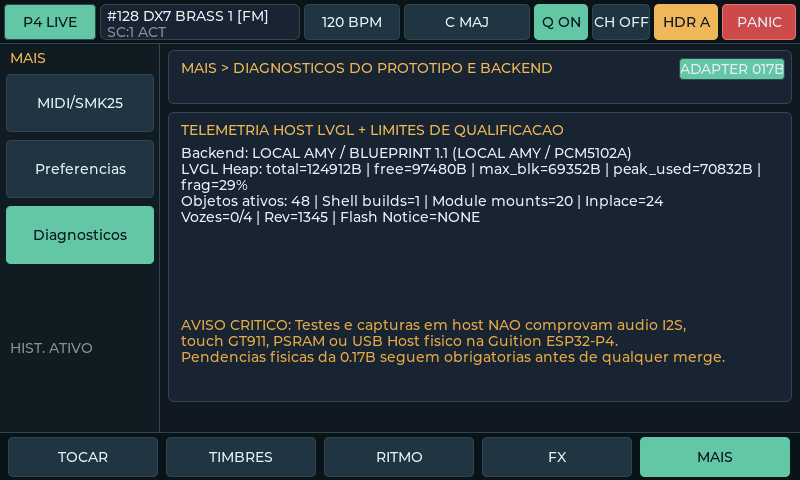 P4 LIVE
#128 DX7 BRASS 1 [FM]
SC:1 ACT
120 BPM
C MAJ
Q ON
CH OFF
HDR A
PANIC
MAIS
MIDI/SMK25
Preferencias
Diagnosticos
HIST. ATIVO
MAIS > DIAGNOSTICOS DO PROTOTIPO E BACKEND
ADAPTER 017B
TELEMETRIA HOST LVGL + LIMITES DE QUALIFICACAO
Backend: LOCAL AMY / BLUEPRINT 1.1 (LOCAL AMY / PCM5102A)
LVGL Heap: total=124912B | free=97480B | max_blk=69352B | peak_used=70832B |
frag=29%
Objetos ativos: 48 | Shell builds=1 | Module mounts=20 | Inplace=24
Vozes=0/4 | Rev=1345 | Flash Notice=NONE
AVISO CRITICO: Testes e capturas em host NAO comprovam audio I2S,
touch GT911, PSRAM ou USB Host fisico na Guition ESP32-P4.
Pendencias fisicas da 0.17B seguem obrigatorias antes de qualquer merge.
TOCAR
TIMBRES
RITMO
FX
MAIS